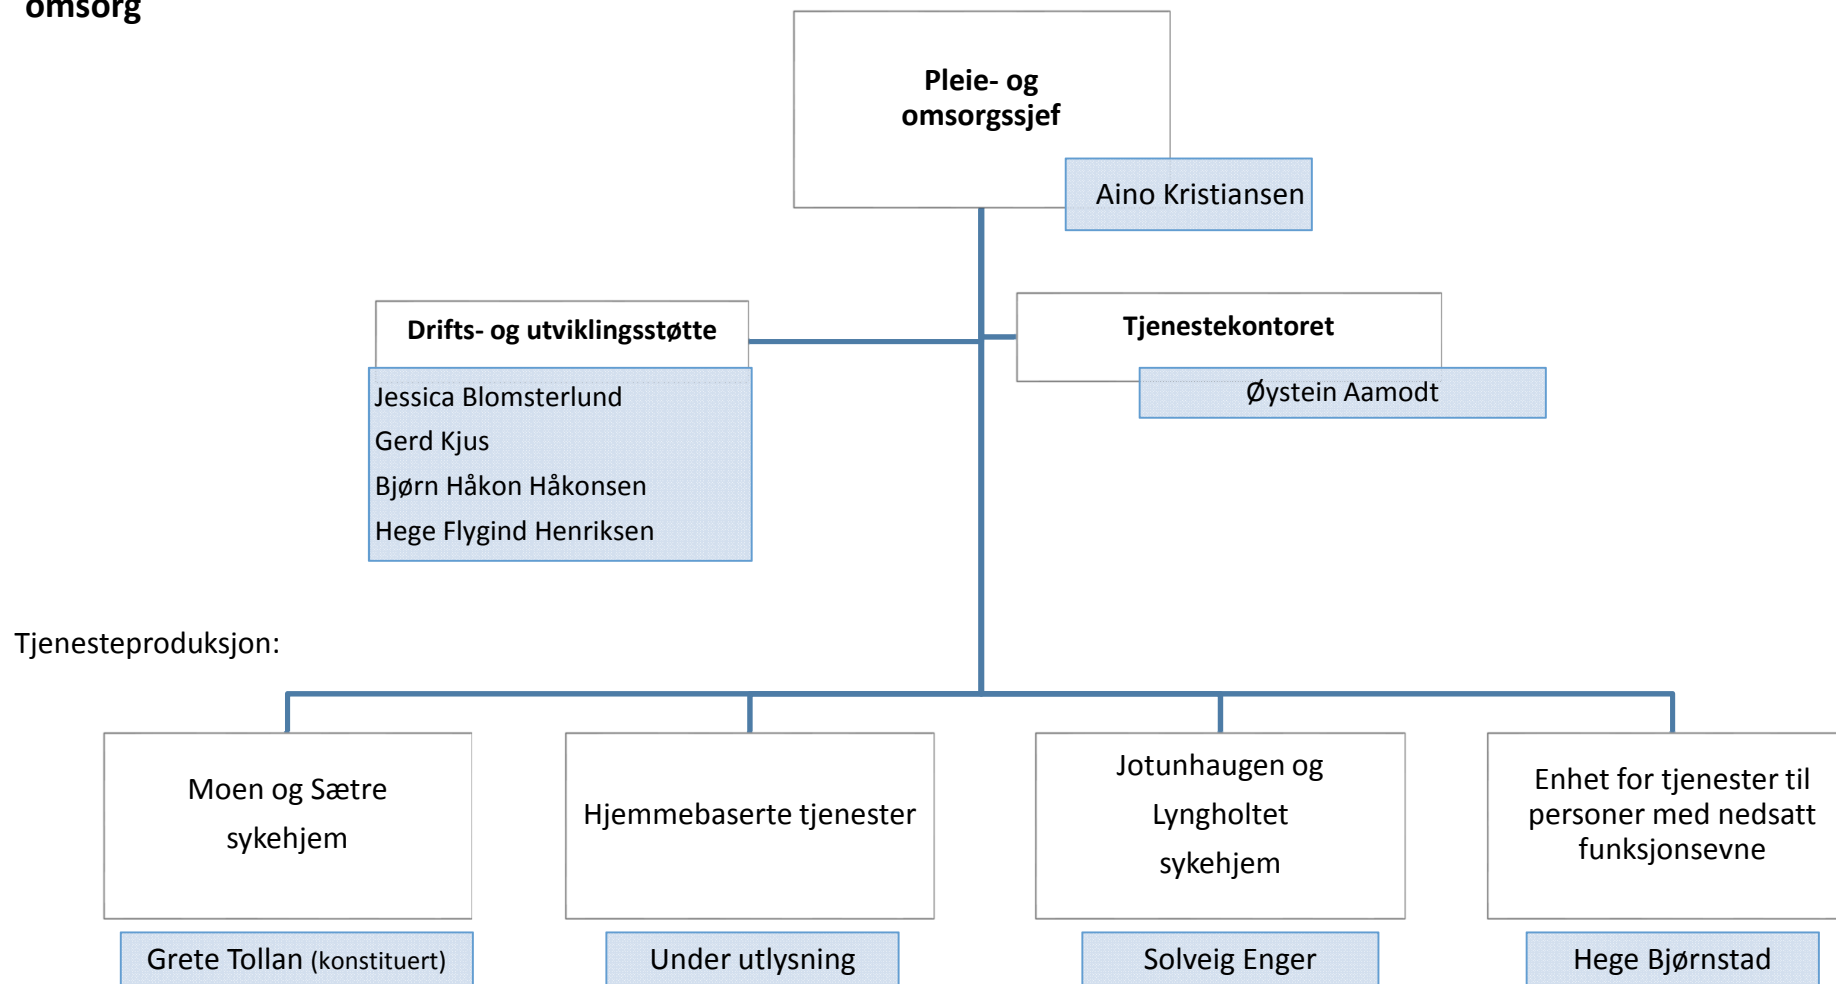 omsorg
Pleie- og
omsorgssjef
Aino Kristiansen
Drifts- og utviklingsstøtte
Jessica Blomsterlund
Gerd Kjus
Bjørn Håkon Håkonsen
Hege Flygind Henriksen
Tjenestekontoret
Øystein Aamodt
Tjenesteproduksjon:
Moen og Sætre
sykehjem
Grete Tollan (konstituert)
Hjemmebaserte tjenester
Under utlysning
Jotunhaugen og
Lyngholtet
sykehjem
Solveig Enger
Enhet for tjenester til
personer med nedsatt
funksjonsevne
Hege Bjørnstad